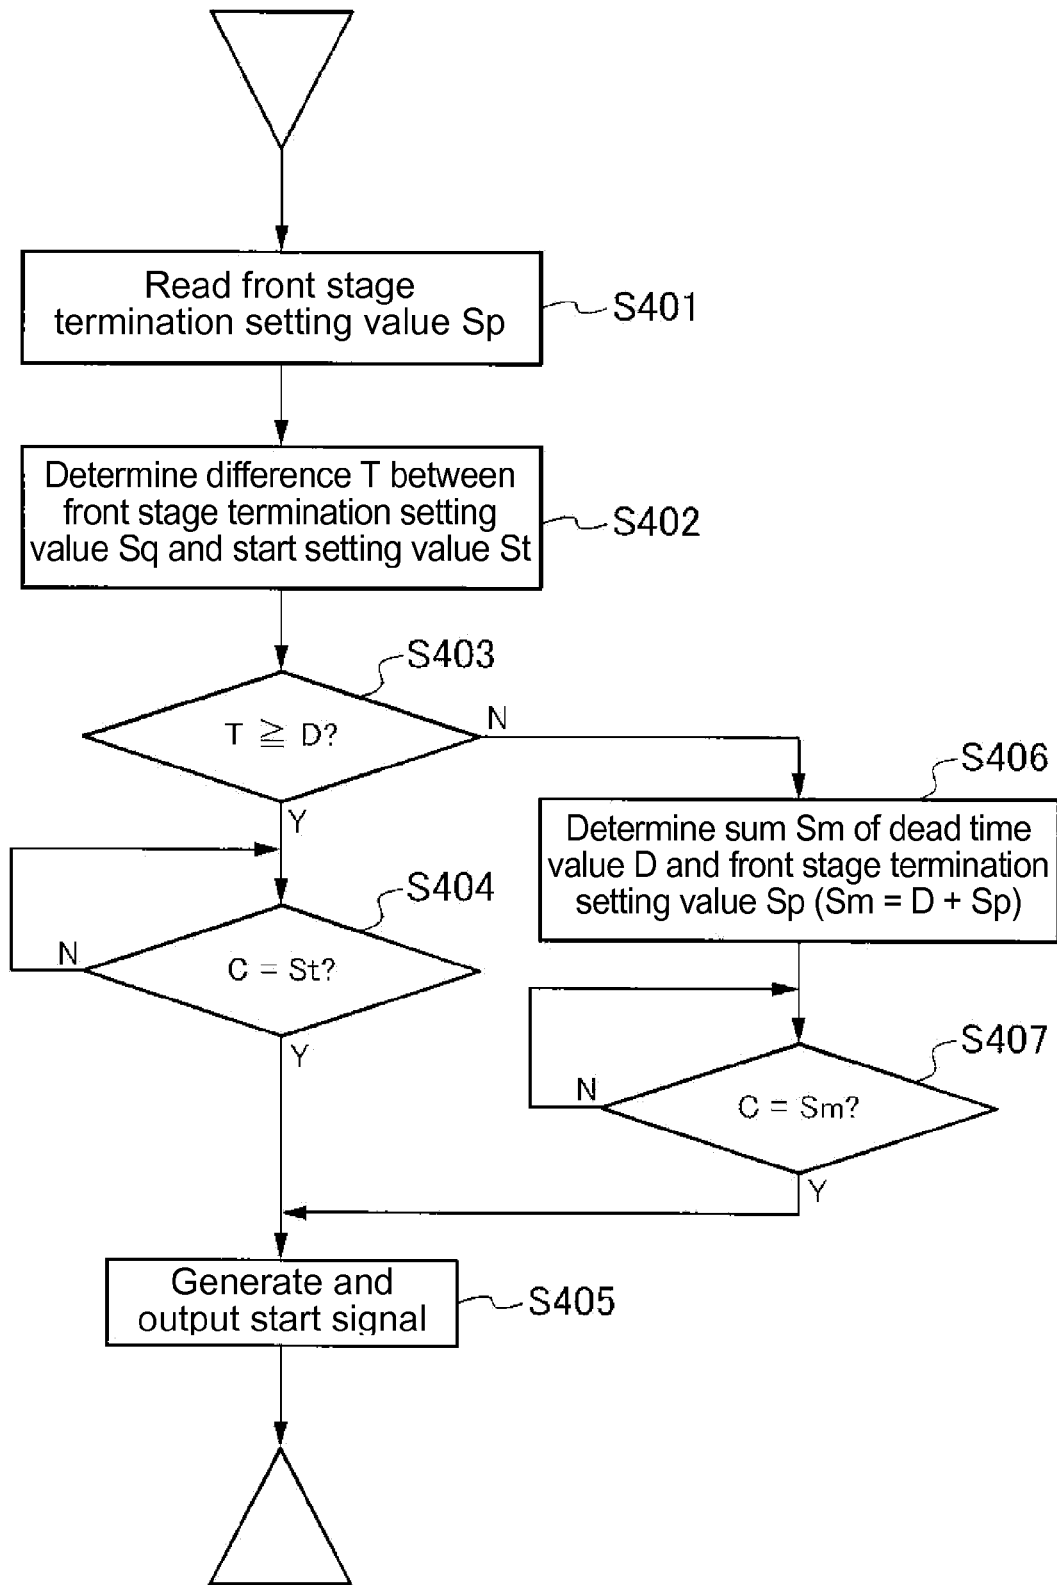 Read front stage
termination setting value Sp
S401
Determine difference T between
front stage termination setting
value Sq and start setting value St
S402
S403
T ≧ D?
N
Y
S406
Determine sum Sm of dead time
value D and front stage termination
setting value Sp (Sm = D + Sp)
S404
C = St?
N
Y
S407
C = Sm?
N
Y
Generate and
output start signal
S405